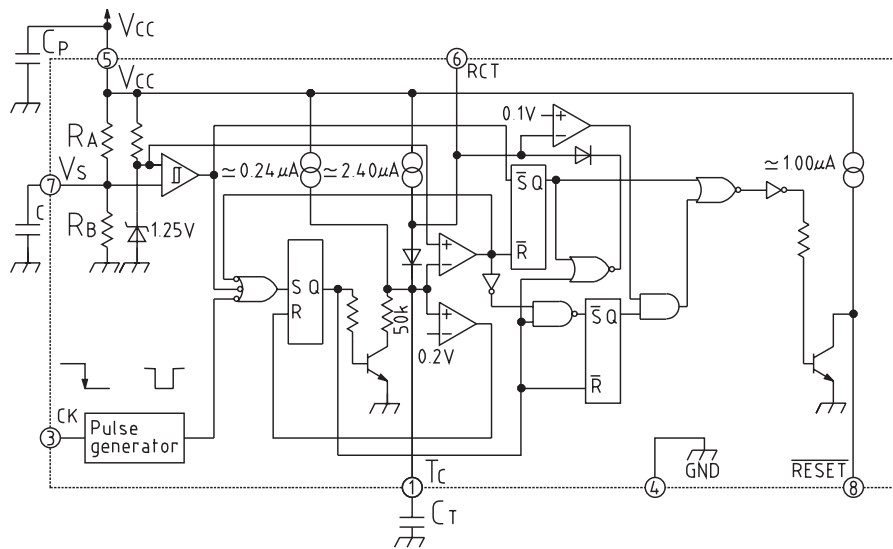 VCC
CP
5
VCC
6
RCT
RA
VS
7
C
RB
1.25V
≃0.24μA
≃2.40μA
0.1V
S̅ Q
R̅
≃1.00μA
S Q
R
50k
0.2V
S̅ Q
R̅
CK
3
Pulse
generator
TC
1
CT
4
GND
R̅E̅S̅E̅T̅
8